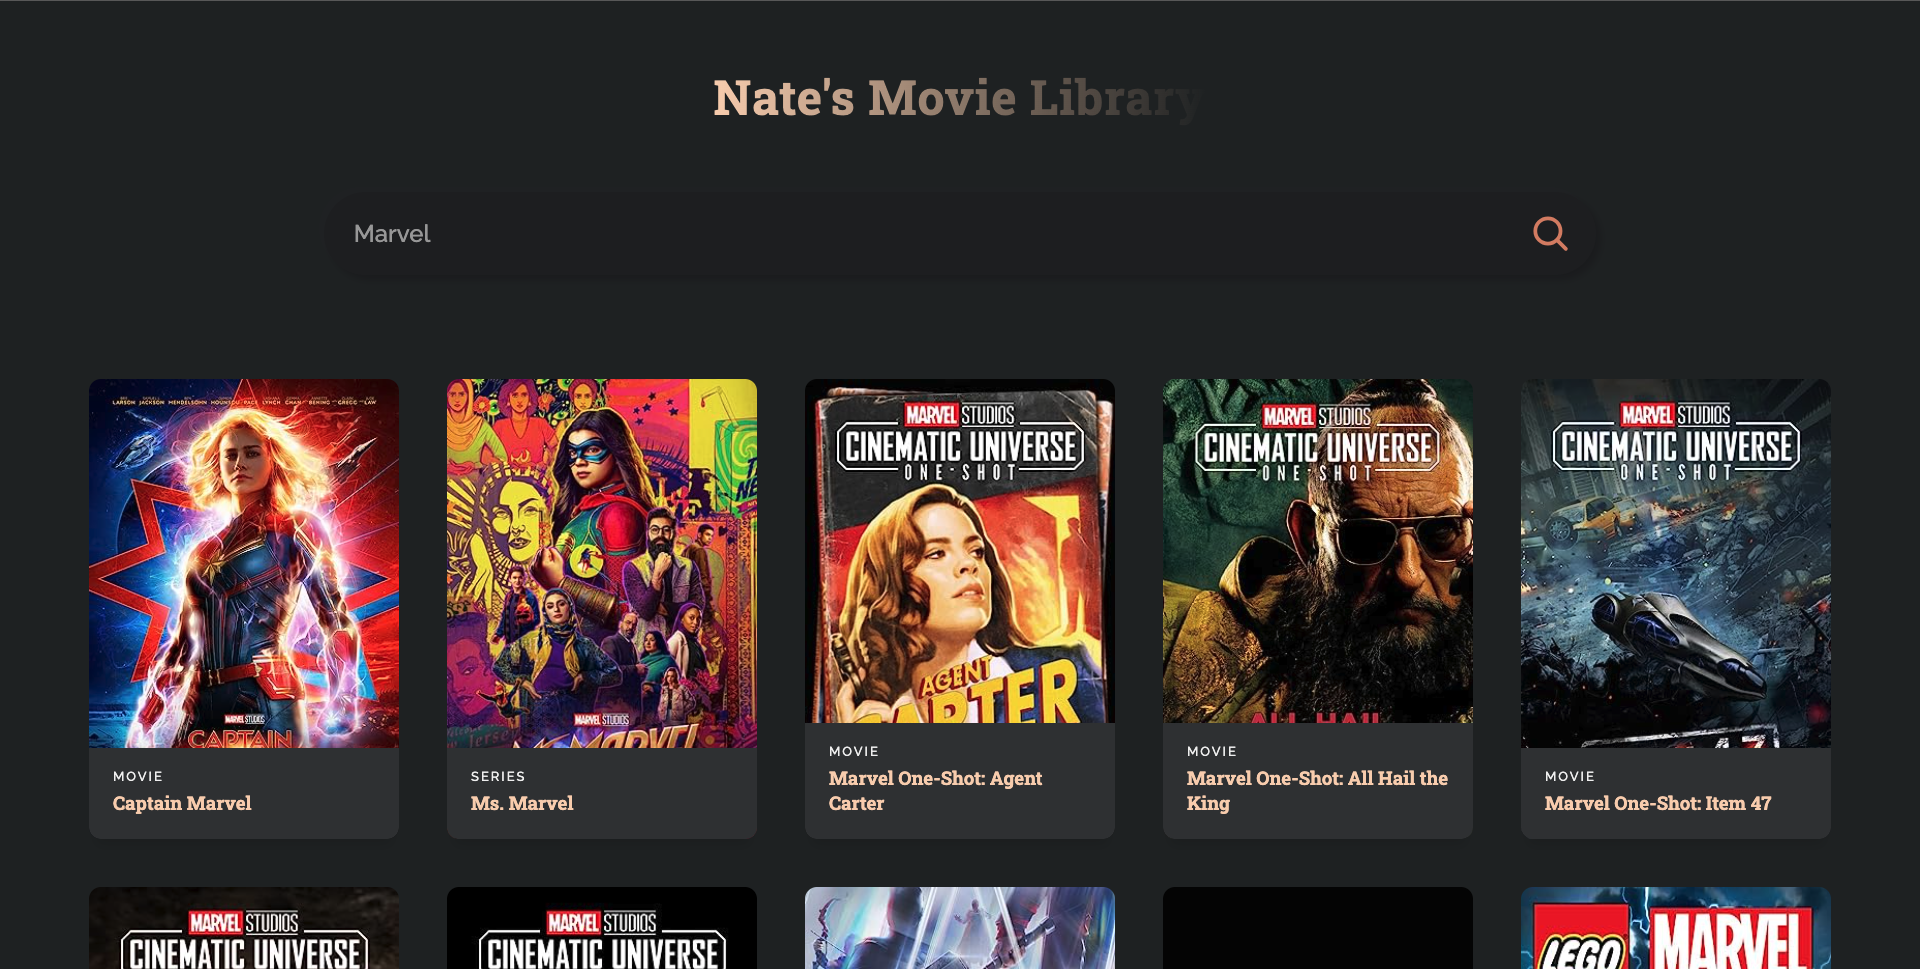 Nate's Movie Library
Marvel
LARSON JACKSON MENDELSOHN HOUNSOU PACE LYNCH CHAN BENING GREGG LAW
MARVEL STUDIOS
CAPTAIN
MOVIE
Captain Marvel
MARVEL STUDIOS
MS. MARVEL
SERIES
Ms. Marvel
MARVEL STUDIOS
CINEMATIC UNIVERSE
ONE-SHOT
AGENT
CARTER
MOVIE
Marvel One-Shot: Agent
Carter
MARVEL STUDIOS
CINEMATIC UNIVERSE
ONE-SHOT
ALL HAIL
MOVIE
Marvel One-Shot: All Hail the
King
MARVEL STUDIOS
CINEMATIC UNIVERSE
ONE-SHOT
47
MOVIE
Marvel One-Shot: Item 47
MARVEL STUDIOS
CINEMATIC UNIVERSE
MARVEL STUDIOS
CINEMATIC UNIVERSE
LEGO MARVEL